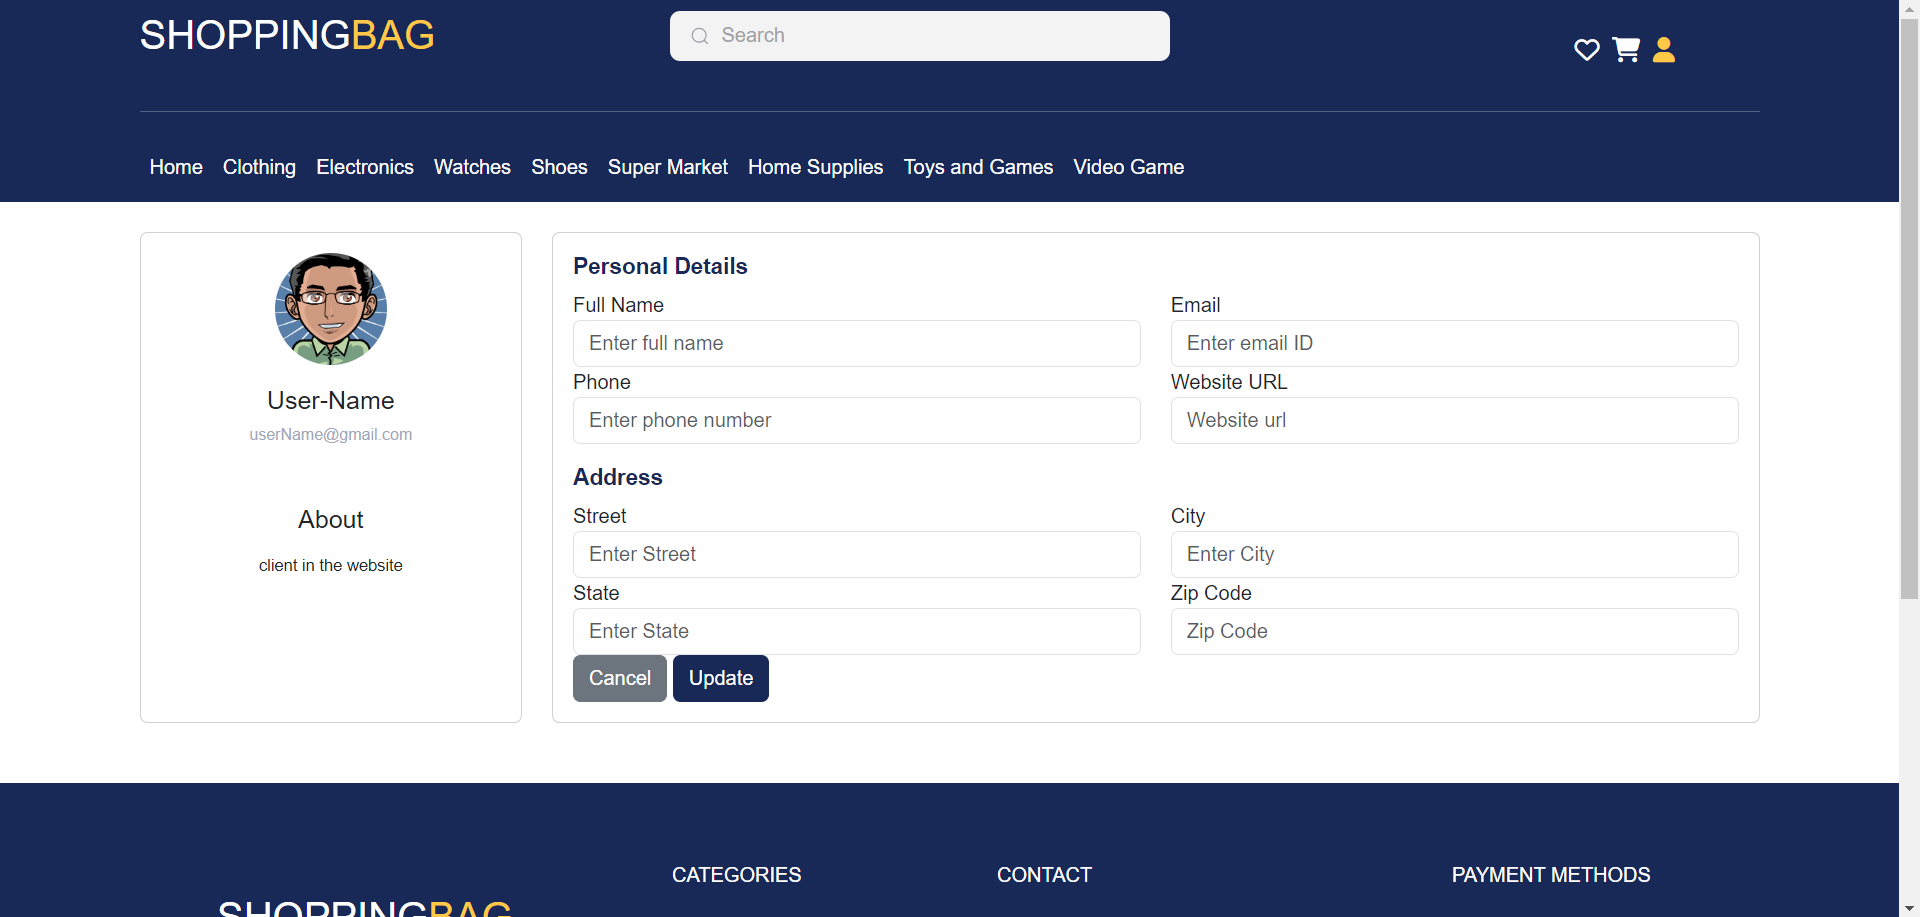 SHOPPINGBAG
Search
Home Clothing Electronics Watches Shoes Super Market Home Supplies Toys and Games Video Game
User-Name
userName@gmail.com
About
client in the website
Personal Details
Full Name Email
Enter full name Enter email ID
Phone Website URL
Enter phone number Website url
Address
Street City
Enter Street Enter City
State Zip Code
Enter State Zip Code
Cancel Update
CATEGORIES CONTACT PAYMENT METHODS
SHOPPINGBAG